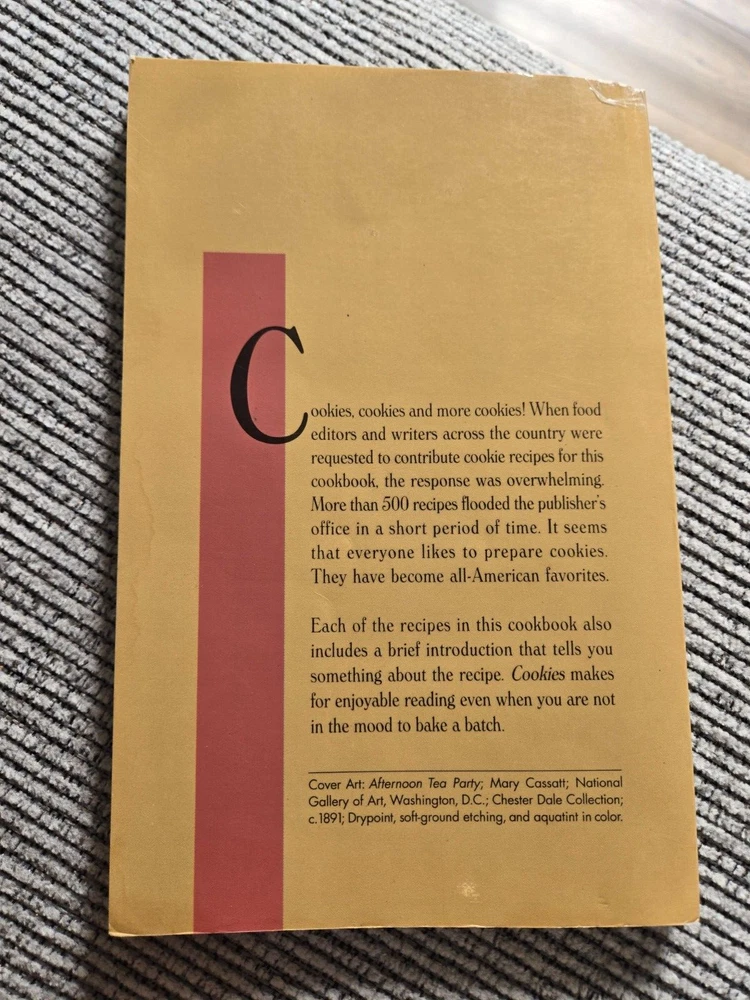 Cookies, cookies and more cookies! When food
editors and writers across the country were
requested to contribute cookie recipes for this
cookbook, the response was overwhelming.
More than 500 recipes flooded the publisher's
office in a short period of time. It seems
that everyone likes to prepare cookies.
They have become all-American favorites.
Each of the recipes in this cookbook also
includes a brief introduction that tells you
something about the recipe. Cookies makes
for enjoyable reading even when you are not
in the mood to bake a batch.
Cover Art: Afternoon Tea Party; Mary Cassatt; National
Gallery of Art, Washington, D.C.; Chester Dale Collection;
c.1891; Drypoint, soft-ground etching, and aquatint in color.